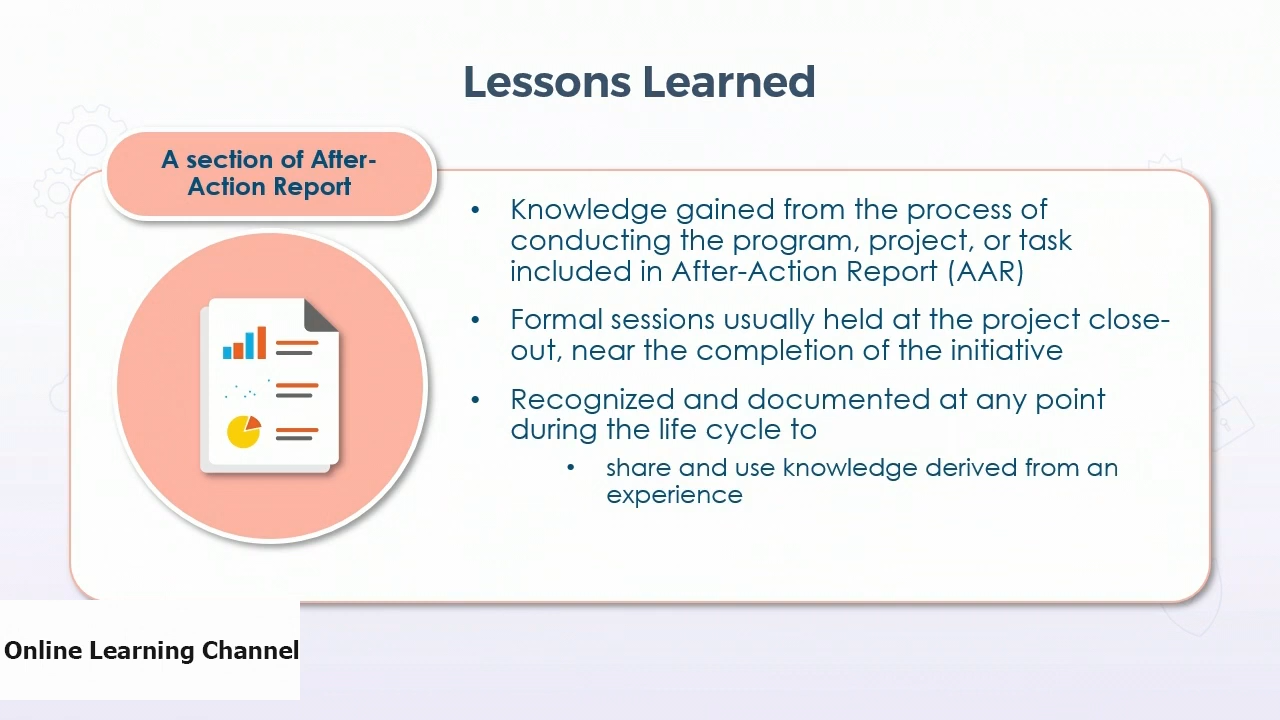 Lessons Learned
A section of After-
Action Report
• Knowledge gained from the process of
conducting the program, project, or task
included in After-Action Report (AAR)
• Formal sessions usually held at the project close-
out, near the completion of the initiative
• Recognized and documented at any point
during the life cycle to
• share and use knowledge derived from an
experience
Online Learning Channel